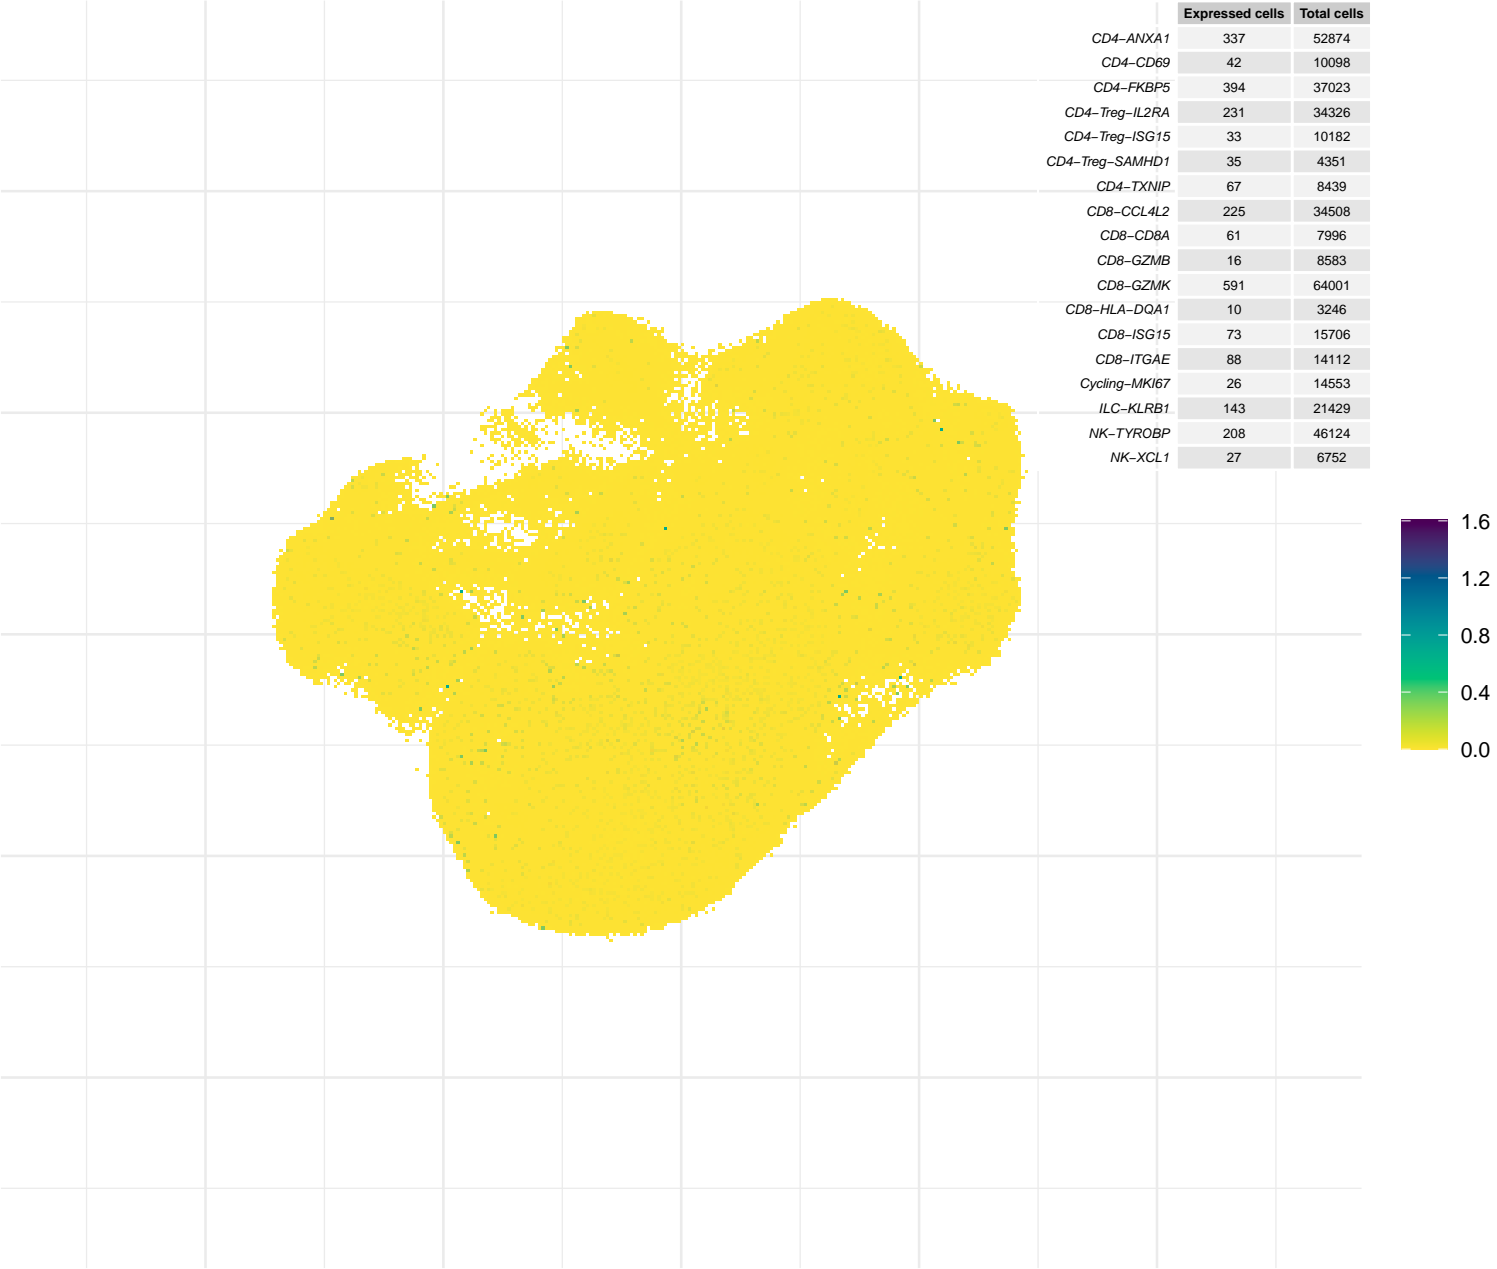 Expressed cells Total cells
CD4−ANXA1 337 52874
CD4−CD69 42 10098
CD4−FKBP5 394 37023
CD4−Treg−IL2RA 231 34326
CD4−Treg−ISG15 33 10182
CD4−Treg−SAMHD1 35 4351
CD4−TXNIP 67 8439
CD8−CCL4L2 225 34508
CD8−CD8A 61 7996
CD8−GZMB 16 8583
CD8−GZMK 591 64001
CD8−HLA−DQA1 10 3246
CD8−ISG15 73 15706
CD8−ITGAE 88 14112
Cycling−MKI67 26 14553
ILC−KLRB1 143 21429
NK−TYROBP 208 46124
NK−XCL1 27 6752
1.6
1.2
0.8
0.4
0.0